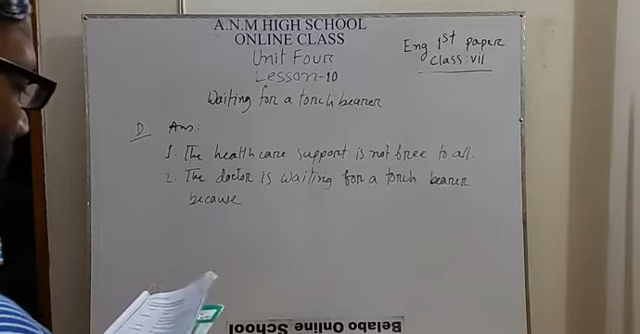 A.N.M HIGH SCHOOL
ONLINE CLASS
Unit Four
Lesson-10
Waiting for a torch bearer
Eng 1st paper
Class: VII
D Ans:
1. The health care support is not free to all.
2. The doctor is waiting for a torch bearer
because
Belabo Online School